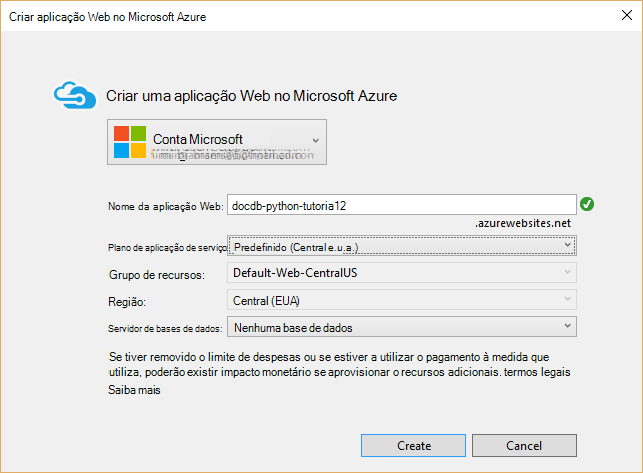 Criar aplicação Web no Microsoft Azure
Criar uma aplicação Web no Microsoft Azure
Conta Microsoft
Nome da aplicação Web: docdb-python-tutoria12
.azurewebsites.net
Plano de aplicação de serviço Predefinido (Central e.u.a.)
Grupo de recursos: Default-Web-CentralUS
Região: Central (EUA)
Servidor de bases de dados: Nenhuma base de dados
Se tiver removido o limite de despesas ou se estiver a utilizar o pagamento à medida que
utiliza, poderão existir impacto monetário se aprovisionar o recursos adicionais. termos legais
Saiba mais
Create Cancel